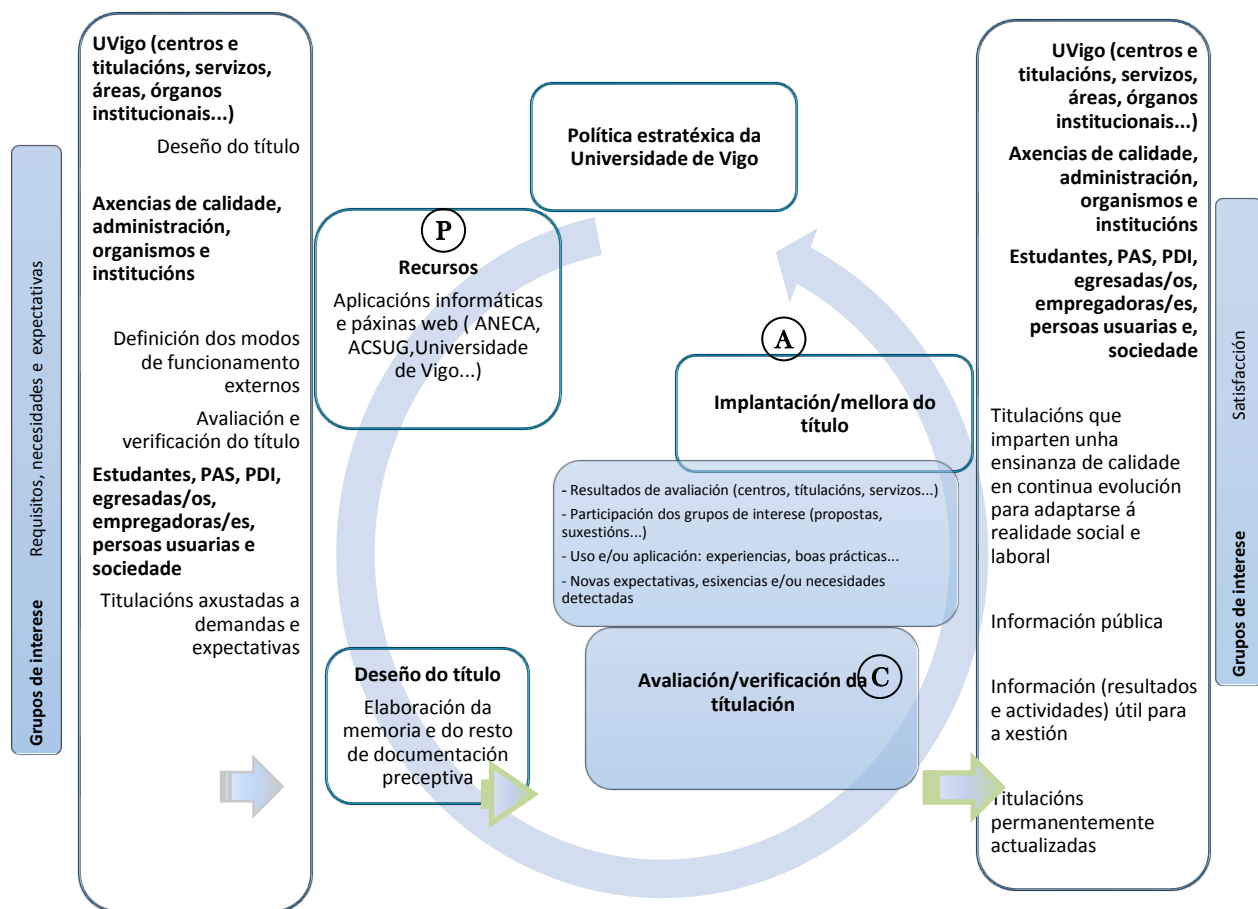 Grupos de interese   Requisitos, necesidades e expectativas
UVigo (centros e
titulacións, servizos,
áreas, órganos
institucionais...)
Deseño do título
Axencias de calidade,
administración,
organismos e
institucións
Definición dos modos
de funcionamento
externos
Avaliación e
verificación do título
Estudantes, PAS, PDI,
egresadas/os,
empregadoras/es,
persoas usuarias e
sociedade
Titulacións axustadas a
demandas e
expectativas
Política estratéxica da
Universidade de Vigo
P
Recursos
Aplicacións informáticas
e páxinas web ( ANECA,
ACSUG,Universidade
de Vigo...)
A
Implantación/mellora do
título
- Resultados de avaliación (centros, títulacións, servizos...)
- Participación dos grupos de interese (propostas,
suxestións...)
- Uso e/ou aplicación: experiencias, boas prácticas...
- Novas expectativas, esixencias e/ou necesidades
detectadas
Deseño do título
Elaboración da
memoria e do resto
de documentación
preceptiva
C
Avaliación/verificación da
títulación
UVigo (centros e
titulacións, servizos,
áreas, órganos
institucionais...)
Axencias de calidade,
administración,
organismos e
institucións
Estudantes, PAS, PDI,
egresadas/os,
empregadoras/es,
persoas usuarias e,
sociedade
Titulacións que
imparten unha
ensinanza de calidade
en continua evolución
para adaptarse á
realidade social e
laboral
Información pública
Información (resultados
e actividades) útil para
a xestión
Titulacións
permanentemente
actualizadas
Grupos de interese   Satisfacción